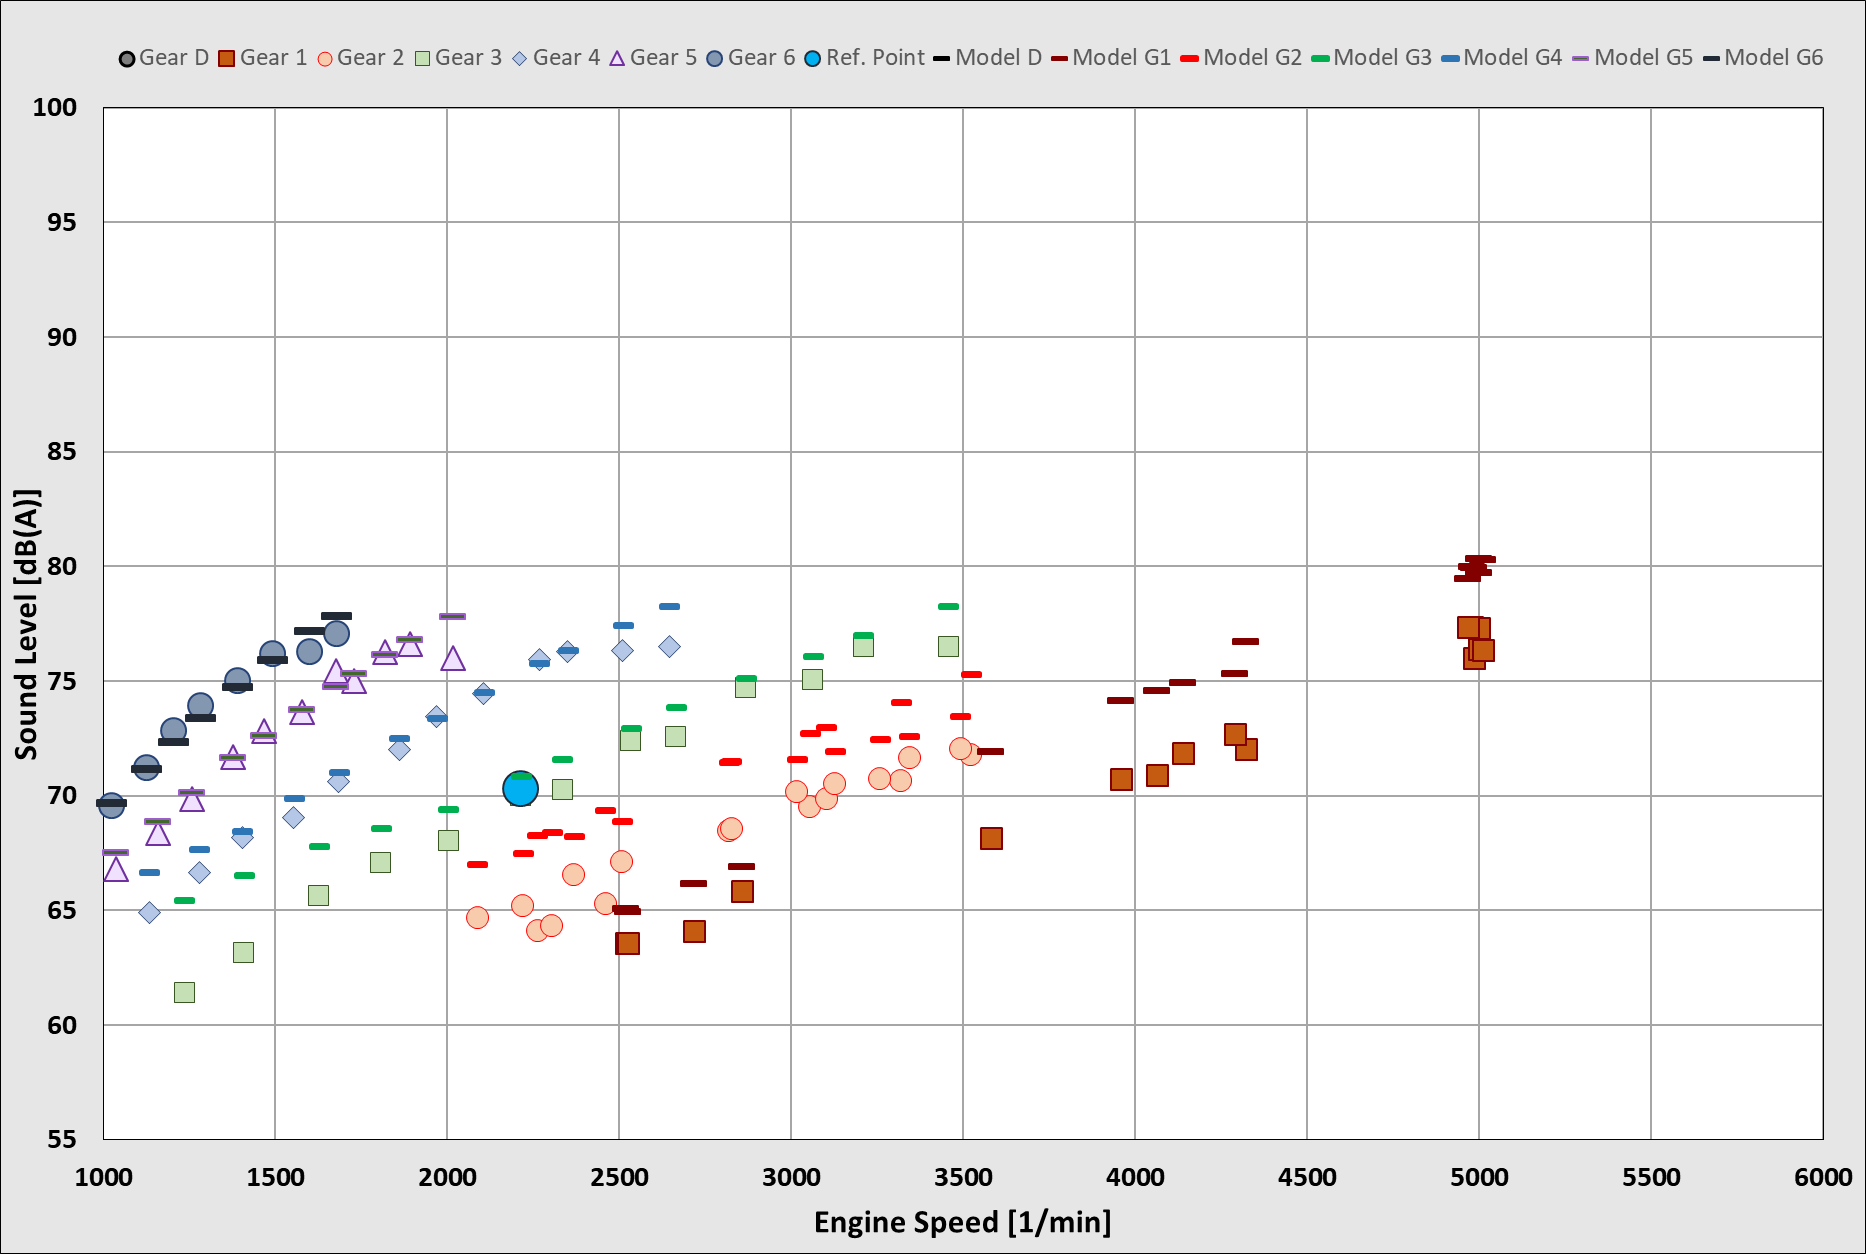 Gear D Gear 1 Gear 2 Gear 3 Gear 4 Gear 5 Gear 6 Ref. Point Model D Model G1 Model G2 Model G3 Model G4 Model G5 Model G6
100
95
90
85
80
75
70
65
60
55
Sound Level [dB(A)]
1000 1500 2000 2500 3000 3500 4000 4500 5000 5500 6000
Engine Speed [1/min]